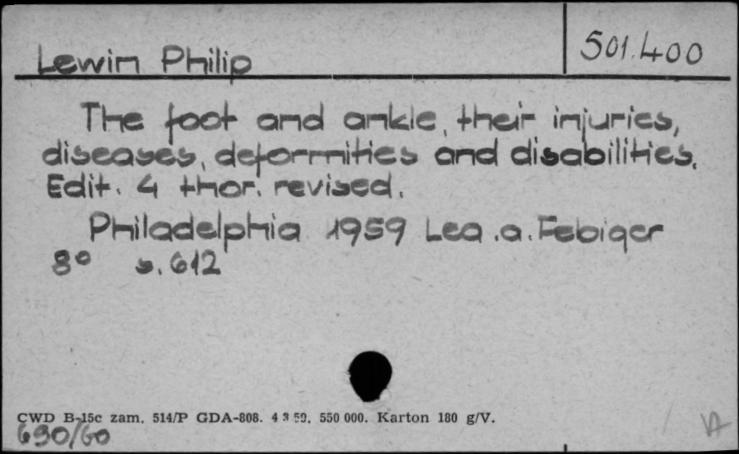 Lewin Philip
501.400
The foot and ankle, their injuries,
diseases, deformities and disabilities.
Edit. 4 thor. revised.
Philadelphia 1959 Lea .a. Febiger
8° s. 612
CWD B-15c zam. 514/P GDA-808. 4 3 59. 550 000. Karton 180 g/V.
690/60